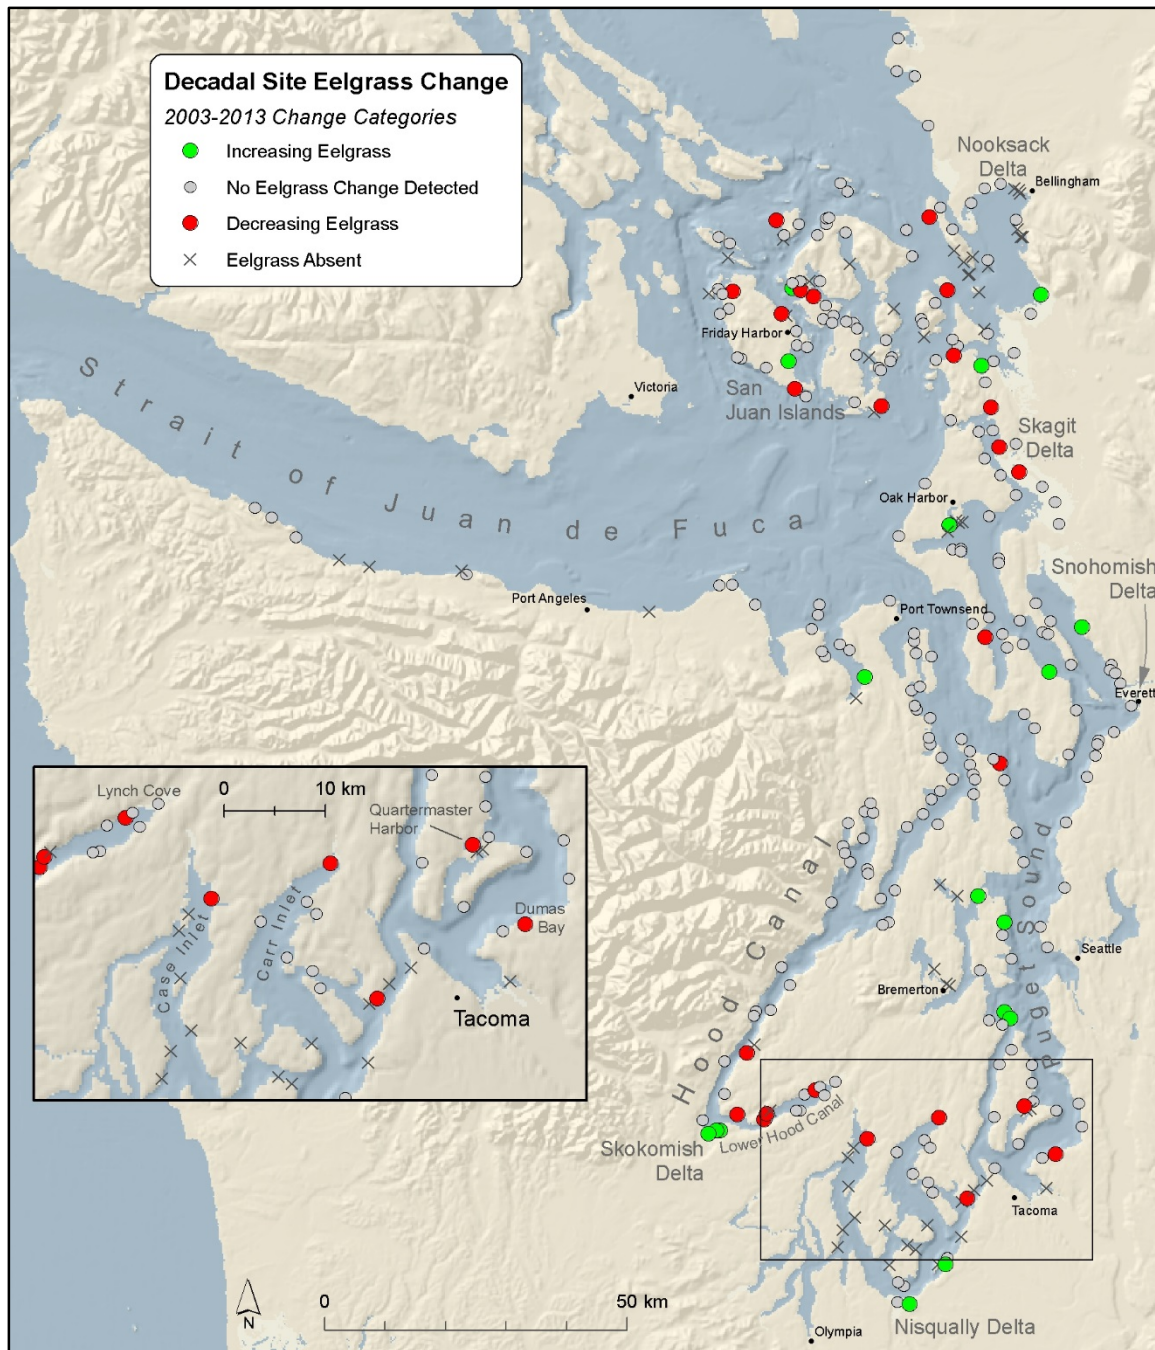 Decadal Site Eelgrass Change
2003-2013 Change Categories
Increasing Eelgrass
No Eelgrass Change Detected
Decreasing Eelgrass
Eelgrass Absent
Nooksack
Delta
Bellingham
Friday Harbor
San
Juan Islands
Victoria
Skagit
Delta
Oak Harbor
Strait of Juan de Fuca
Snohomish
Delta
Port Angeles
Port Townsend
Everett
Hood Canal
Puget Sound
Seattle
Bremerton
Lower Hood Canal
Skokomish
Delta
Tacoma
Nisqually Delta
Olympia
0 10 km
Lynch Cove
Quartermaster
Harbor
Dumas
Bay
Case Inlet
Carr Inlet
Tacoma
N
0 50 km